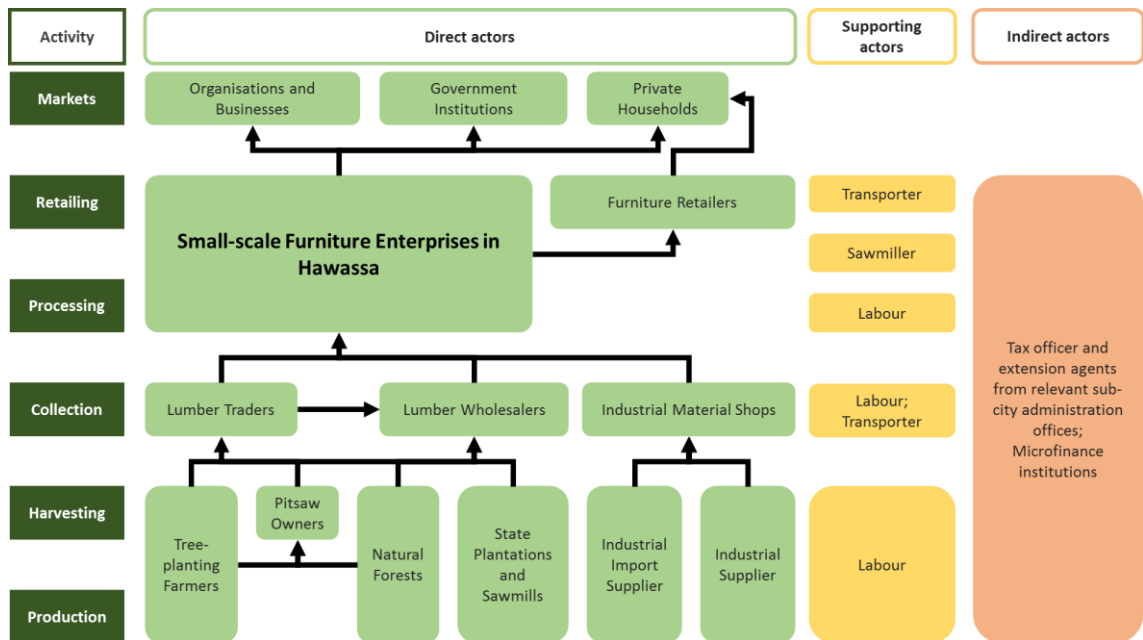 Activity
Direct actors
Supporting
actors
Indirect actors
Markets
Organisations and
Businesses
Government
Institutions
Private
Households
Retailing
Small-scale Furniture Enterprises in
Hawassa
Furniture Retailers
Transporter
Sawmiller
Processing
Labour
Tax officer and
extension agents
from relevant sub-
city administration
offices;
Microfinance
institutions
Collection
Lumber Traders
Lumber Wholesalers
Industrial Material Shops
Labour;
Transporter
Harvesting
Production
Tree-
planting
Farmers
Pitsaw
Owners
Natural
Forests
State
Plantations
and
Sawmills
Industrial
Import
Supplier
Industrial
Supplier
Labour